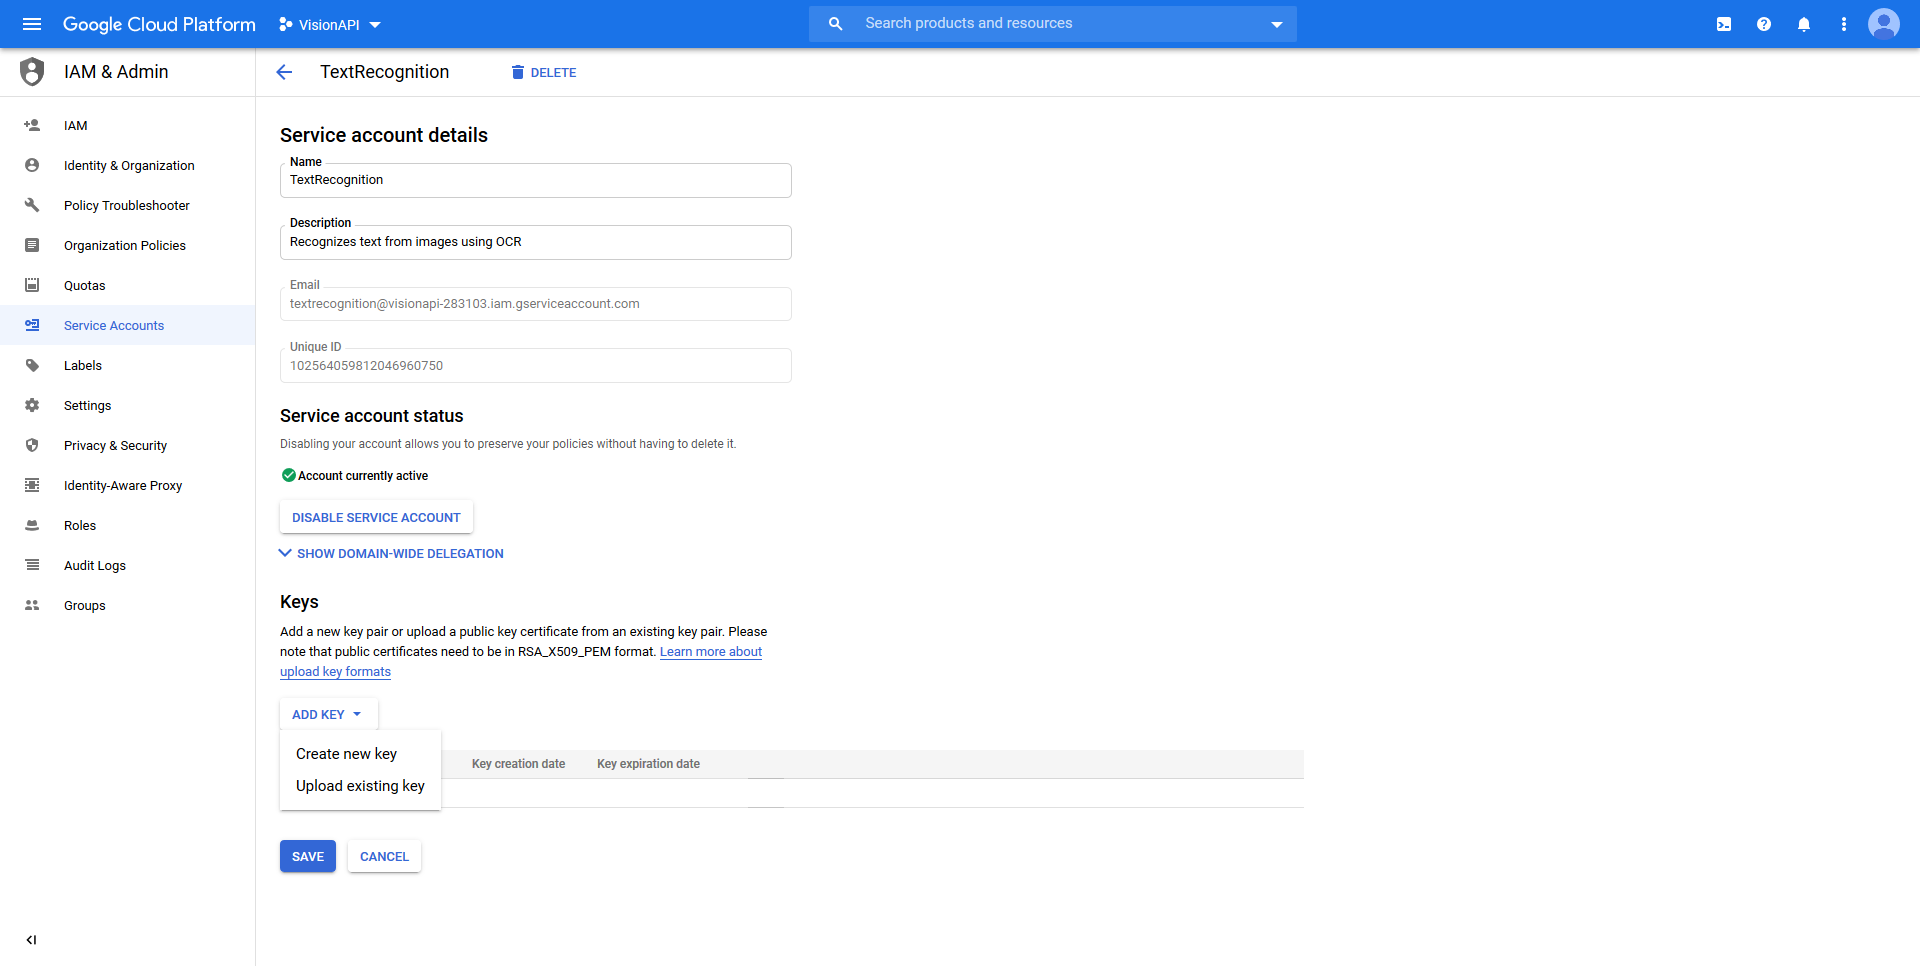 Google Cloud Platform
VisionAPI
Search products and resources
IAM & Admin
TextRecognition
DELETE
IAM
Identity & Organization
Policy Troubleshooter
Organization Policies
Quotas
Service Accounts
Labels
Settings
Privacy & Security
Identity-Aware Proxy
Roles
Audit Logs
Groups
Service account details
Name
TextRecognition
Description
Recognizes text from images using OCR
Email
textrecognition@visionapi-283103.iam.gserviceaccount.com
Unique ID
102564059812046960750
Service account status
Disabling your account allows you to preserve your policies without having to delete it.
Account currently active
DISABLE SERVICE ACCOUNT
SHOW DOMAIN-WIDE DELEGATION
Keys
Add a new key pair or upload a public key certificate from an existing key pair. Please
note that public certificates need to be in RSA_X509_PEM format. Learn more about
upload key formats
ADD KEY
Create new key
Upload existing key
Key creation date
Key expiration date
SAVE
CANCEL